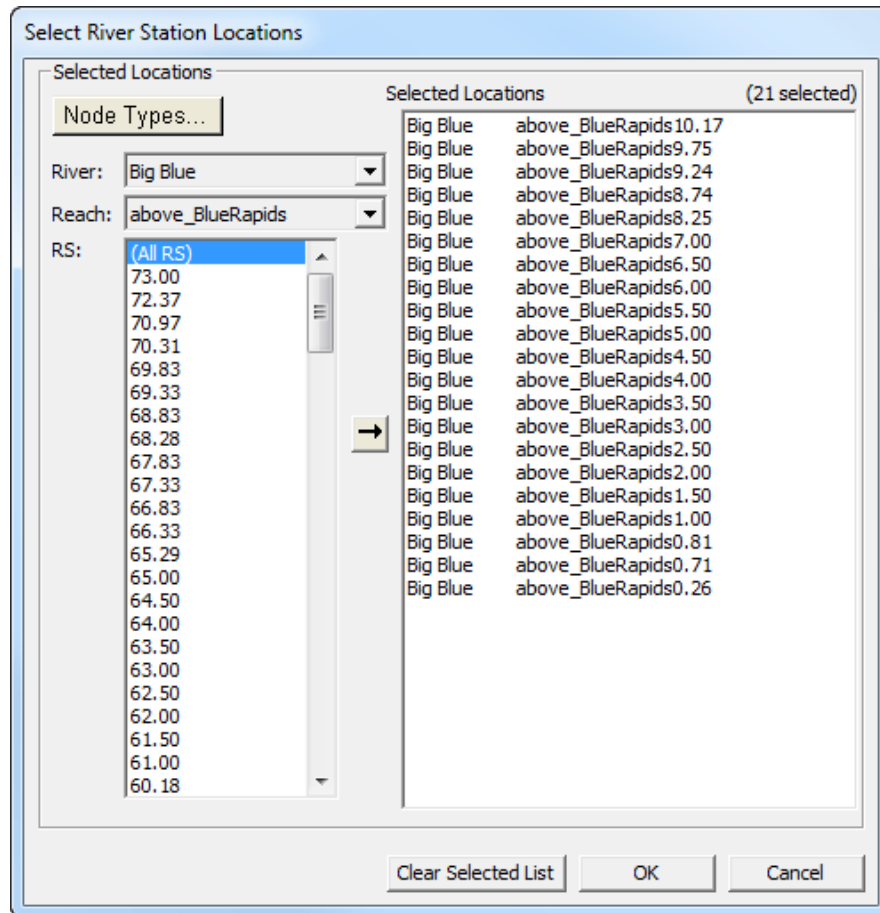 Select River Station Locations
Selected Locations
Node Types...
River: Big Blue
Reach: above_BlueRapids
RS:
(All RS)
73.00
72.37
70.97
70.31
69.83
69.33
68.83
68.28
67.83
67.33
66.83
66.33
65.29
65.00
64.50
64.00
63.50
63.00
62.50
62.00
61.50
61.00
60.18
Selected Locations (21 selected)
Big Blue above_BlueRapids10.17
Big Blue above_BlueRapids9.75
Big Blue above_BlueRapids9.24
Big Blue above_BlueRapids8.74
Big Blue above_BlueRapids8.25
Big Blue above_BlueRapids7.00
Big Blue above_BlueRapids6.50
Big Blue above_BlueRapids6.00
Big Blue above_BlueRapids5.50
Big Blue above_BlueRapids5.00
Big Blue above_BlueRapids4.50
Big Blue above_BlueRapids4.00
Big Blue above_BlueRapids3.50
Big Blue above_BlueRapids3.00
Big Blue above_BlueRapids2.50
Big Blue above_BlueRapids2.00
Big Blue above_BlueRapids1.50
Big Blue above_BlueRapids1.00
Big Blue above_BlueRapids0.81
Big Blue above_BlueRapids0.71
Big Blue above_BlueRapids0.26
Clear Selected List OK Cancel